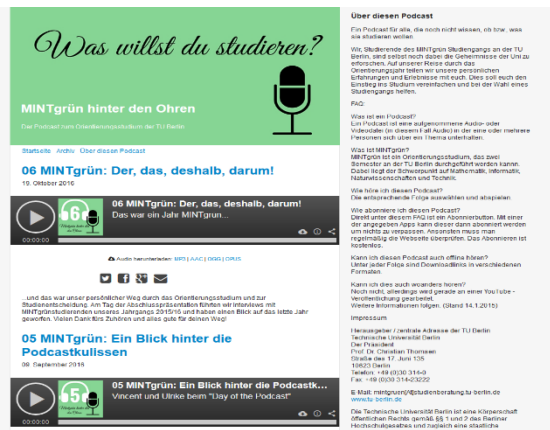 Was willst du studieren?
MINTgrün hinter den Ohren
Der Podcast zum Orientierungsstudium der TU Berlin
Startseite Archiv Über diesen Podcast
06 MINTgrün: Der, das, deshalb, darum!
19. Oktober 2016
06 MINTgrün: Der, das, deshalb, darum!
Das war ein Jahr MINTgrün...
00:00:00
Audio herunterladen: MP3 | AAC | OGG | OPUS
...und das war unser persönlicher Weg durch das Orientierungsstudium und zur
Studienentscheidung. Am Tag der Abschlusspräsentation führten wir Interviews mit
MINTgrünstudierenden unseres Jahrgangs 2015/16 und haben einen Blick auf das letzte Jahr
geworfen. Vielen Dank fürs Zuhören und alles gute für deinen Weg!
05 MINTgrün: Ein Blick hinter die
Podcastkulissen
09. September 2016
05 MINTgrün: Ein Blick hinter die Podcastk...
Vincent und Ulrike beim "Day of the Podcast"
00:00:00
Über diesen Podcast
Ein Podcast für alle, die noch nicht wissen, ob bzw., was
sie studieren wollen
Wir, Studierende des MINTgrün Studiengangs an der TU
Berlin, sind selbst noch dabei die Geheimnisse der Uni zu
erforschen. Auf unserer Reise durch das
Orientierungsjahr teilen wir unsere persönlichen
Erfahrungen und Erlebnisse mit euch. Dies soll euch den
Einstieg ins Studium vereinfachen und bei der Wahl eines
Studiengangs helfen.
FAQ:
Was ist ein Podcast?
Ein Podcast ist eine aufgenommene Audio- oder
Videodatei (in diesem Fall Audio) in der eine oder mehrere
Personen sich über ein Thema unterhalten.
Was ist MINTgrün?
MINTgrün ist ein Orientierungsstudium, das zwei
Semester an der TU Berlin durchgeführt werden kann.
Dabei liegt der Schwerpunkt auf Mathematik, Informatik,
Naturwissenschaften und Technik.
Wie höre ich diesen Podcast?
Die entsprechende Folge auswählen und abspielen.
Wie abonniere ich diesen Podcast?
Direkt unter diesem FAQ ist ein Abonnierbutton. Mit einer
der angegeben Apps kann dieser dann abonniert werden
um nichts zu verpassen. Ansonsten muss man
regelmäßig die Webseite überprüfen. Das Abonnieren ist
kostenlos.
Kann ich diesen Podcast auch offline hören?
Unter jeder Folge sind Downloadlinks in verschiedenen
Formaten.
Kann ich dies auch woanders hören?
Noch nicht, allerdings wird gerade an einer YouTube -
Veröffentlichung gearbeitet.
Weitere Informationen folgen. (Stand 14.1.2015)
Impressum
Herausgeber / zentrale Adresse der TU Berlin
Technische Universität Berlin
Der Präsident
Prof. Dr. Christian Thomsen
Straße des 17. Juni 135
10623 Berlin
Telefon: +49 (0)30 314-0
Fax: +49 (0)30 314-23222
E-Mail: mintgruen[A]studienberatung.tu-berlin.de
www.tu-berlin.de
Die Technische Universität Berlin ist eine Körperschaft
öffentlichen Rechts gemäß §§ 1 und 2 des Berliner
Hochschulgesetzes und zugleich eine staatliche